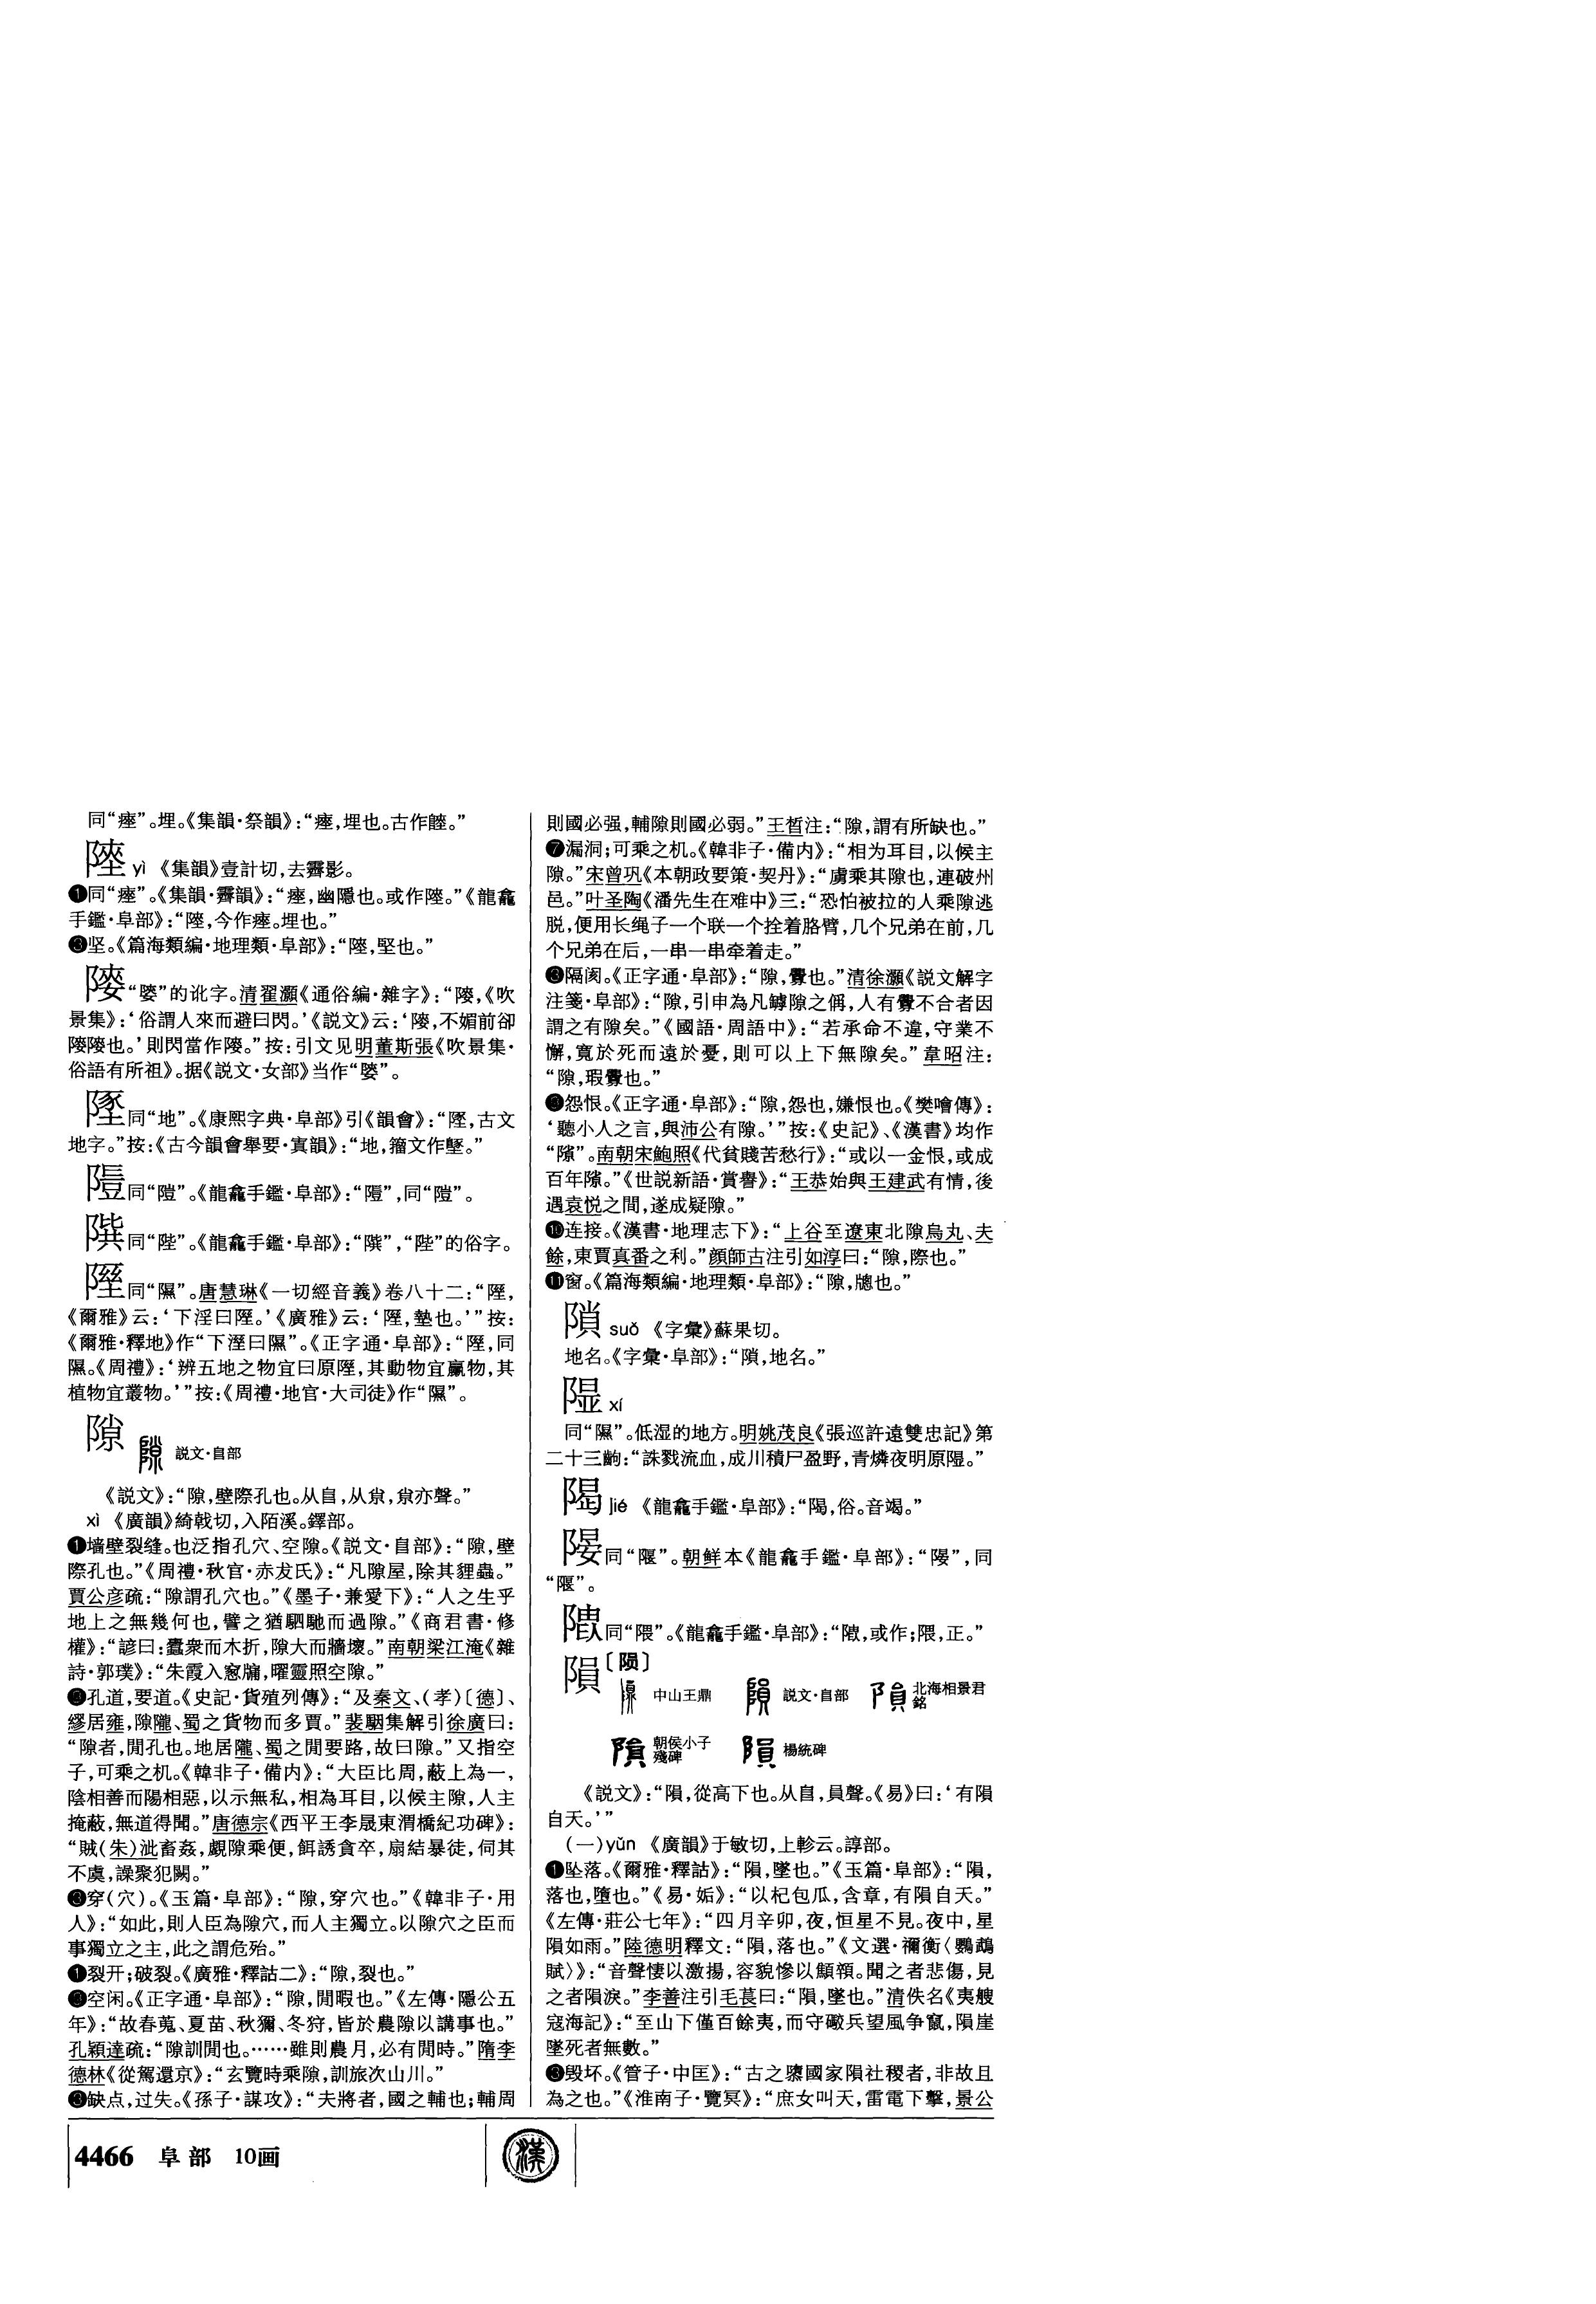 同“瘞”。埋。《集韻·祭韻》：“瘞，埋也。古作𨻫。”
yì 《集韻》壹計切，去霽影。
❶同“瘞”。《集韻·霽韻》：“瘞，幽隱也。或作。”《龍龕
手鑑·阜部》：“，今作瘞。埋也。”
坚。《篇海類編·地理類·阜部》：“，堅也。”
“媻”的讹字。清翟灝《通俗編·雜字》：“，《吹
景集》：‘俗謂人來而避曰閃。’《説文》云：‘，不媚前卻
也。’則閃當作。”按：引文见明董斯張《吹景集·
俗語有所祖》。据《説文·女部》当作“”。
同“地”。《康熙字典·阜部》引《韻會》：“，古文
地字。”按：《古今韻會舉要·寘韻》：“地，籀文作。”
同“隑”。《龍龕手鑑·阜部》：“”，同“隑”。
同“陛”。《龍龕手鑑·阜部》：“”，“陛”的俗字。
同“隰”。唐慧琳《一切經音義》卷八十二：“，
《爾雅》云：‘下淫曰。’《廣雅》云：‘，墊也。’”按：
《爾雅·釋地》作“下溼曰隰”。《正字通·阜部》：“，同
隰。《周禮》：‘辨五地之物宜曰原，其動物宜臝物，其
植物宜叢物。’”按：《周禮·地官·大司徒》作“隰”。
隙 説文·𨸏部
《説文》：“隙，壁際孔也。从𨸏，从𡭴，𡭴亦聲。”
xì 《廣韻》綺戟切，入陌溪。鐸部。
❶墙壁裂缝。也泛指孔穴、空隙。《説文·𨸏部》：“隙，壁
際孔也。”《周禮·秋官·赤犮氏》：“凡隙屋，除其貍蟲。”
賈公彦疏：“隙謂孔穴也。”《墨子·兼愛下》：“人之生乎
地上之無幾何也，譬之猶駟馳而過隙。”《商君書·修
權》：“諺曰：蠹衆而木折，隙大而牆壞。”南朝梁江淹《雜
詩·郭璞》：“朱霞入窻牖，曜靈照空隙。”
孔道，要道。《史記·貨殖列傳》：“及秦文、(孝)〔德〕、
繆居雍，隙隴、蜀之貨物而多賈。”裴駰集解引徐廣曰：
“隙者，閒孔也。地居隴、蜀之閒要路，故曰隙。”又指空
子，可乘之机。《韓非子·備内》：“大臣比周，蔽上為一，
陰相善而陽相惡，以示無私，相為耳目，以候主隙，人主
掩蔽，無道得聞。”唐德宗《西平王李晟東渭橋紀功碑》：
“賊(朱)泚畜姦，覰隙乘便，餌誘貪卒，扇結暴徒，伺其
不虞，譟聚犯闕。”
穿(穴)。《玉篇·阜部》：“隙，穿穴也。”《韓非子·用
人》：“如此，則人臣為隙穴，而人主獨立。以隙穴之臣而
事獨立之主，此之謂危殆。”
裂开；破裂。《廣雅·釋詁二》：“隙，裂也。”
空闲。《正字通·阜部》：“隙，閒暇也。”《左傳·隱公五
年》：“故春蒐、夏苗、秋獮、冬狩，皆於農隙以講事也。”
孔穎達疏：“隙訓閒也。……雖則農月，必有閒時。”隋李
德林《從駕還京》：“玄覽時乘隙，訓旅次山川。”
缺点，过失。《孫子·謀攻》：“夫將者，國之輔也；輔周
則國必强，輔隙則國必弱。”王晳注：“隙，謂有所缺也。”
❼漏洞；可乘之机。《韓非子·備内》：“相为耳目，以候主
隙。”宋曾巩《本朝政要策·契丹》：“虜乘其隙也，連破州
邑。”叶圣陶《潘先生在难中》三：“恐怕被拉的人乘隙逃
脱，便用长绳子一个联一个拴着胳臂，几个兄弟在前，几
个兄弟在后，一串一串牵着走。”
隔阂。《正字通·阜部》：“隙，釁也。”清徐灝《説文解字
注箋·阜部》：“隙，引申為凡罅隙之偁，人有釁不合者因
謂之有隙矣。”《國語·周語中》：“若承命不違，守業不
懈，寬於死而遠於憂，則可以上下無隙矣。”韋昭注：
“隙，瑕釁也。”
怨恨。《正字通·阜部》：“隙，怨也，嫌恨也。《樊噲傳》：
‘聽小人之言，與沛公有隙。’”按：《史記》、《漢書》均作
“隟”。南朝宋鮑照《代貧賤苦愁行》：“或以一金恨，或成
百年隟。”《世説新語·賞譽》：“王恭始與王建武有情，後
遇袁悦之間，遂成疑隙。”
❿连接。《漢書·地理志下》：“上谷至遼東北隙烏丸、夫
餘，東賈真番之利。”顔師古注引如淳曰：“隙，際也。”
⓫窗。《篇海類編·地理類·阜部》：“隙，牎也。”
𨻨 suǒ 《字彙》蘇果切。
地名。《字彙·阜部》：“𨻨，地名。”
xí
同“隰”。低湿的地方。明姚茂良《張巡許遠雙忠記》第
二十三齣：“誅戮流血，成川積尸盈野，青燐夜明原。”
jié 《龍龕手鑑·阜部》：“，俗。音竭。”
同“隁”。朝鲜本《龍龕手鑑·阜部》：“”，同
“隁”。
同“隈”。《龍龕手鑑·阜部》：“，或作；隈，正。”
隕〔陨〕
中山王鼎 説文·𨸏部 北海相景君銘
朝侯小子殘碑 楊統碑
《説文》：“隕，從高下也。从𨸏，員聲。《易》曰：‘有隕
自天。’”
(一)yǔn 《廣韻》于敏切，上軫云。諄部。
❶坠落。《爾雅·釋詁》：“隕，墜也。”《玉篇·阜部》：“隕，
落也，墮也。”《易·姤》：“以杞包瓜，含章，有隕自天。”
《左傳·莊公七年》：“四月辛卯，夜，恒星不見。夜中，星
隕如雨。”陸德明釋文：“隕，落也。”《文選·禰衡〈鸚鵡
賦〉》：“音聲悽以激揚，容貌慘以顦顇。聞之者悲傷，見
之者隕淚。”李善注引毛萇曰：“隕，墜也。”清佚名《夷艘
寇海記》：“至山下僅百餘夷，而守礮兵望風争竄，隕崖
墜死者無數。”
毁坏。《管子·中匡》：“古之隳國家隕社稷者，非故且
為之也。”《淮南子·覽冥》：“庶女叫天，雷電下擊，景公
4466 阜部 10画
漢